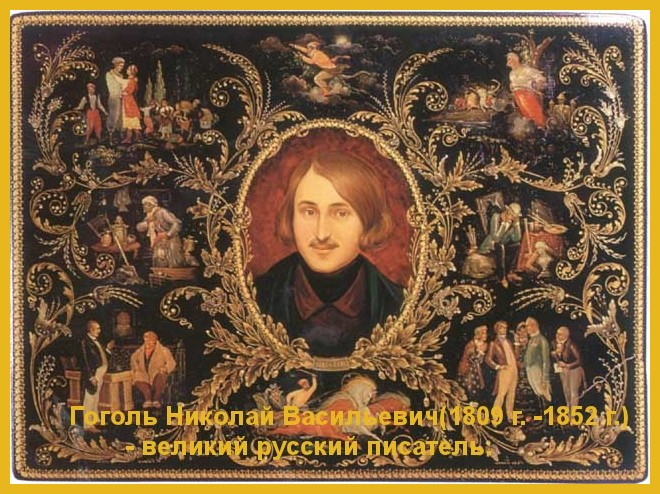 Гоголь Николай Васильевич(1809 г. -1852 г.)
- великий русский писатель.